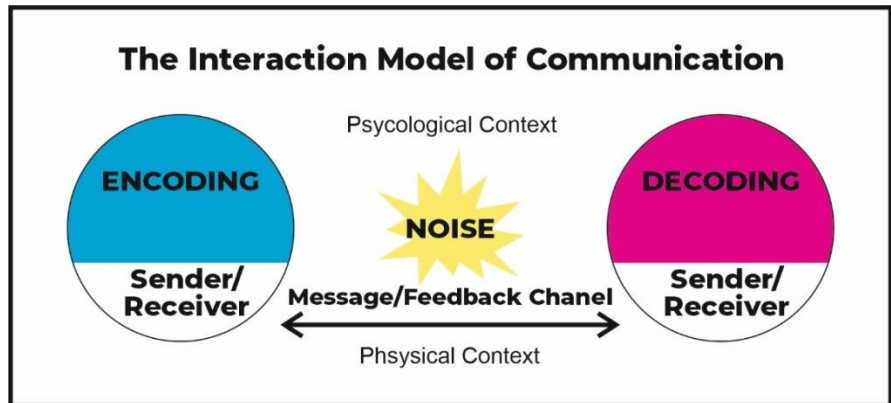 The Interaction Model of Communication
Psycological Context
ENCODING
Sender/
Receiver
NOISE
Message/Feedback Chanel
Phsysical Context
DECODING
Sender/
Receiver